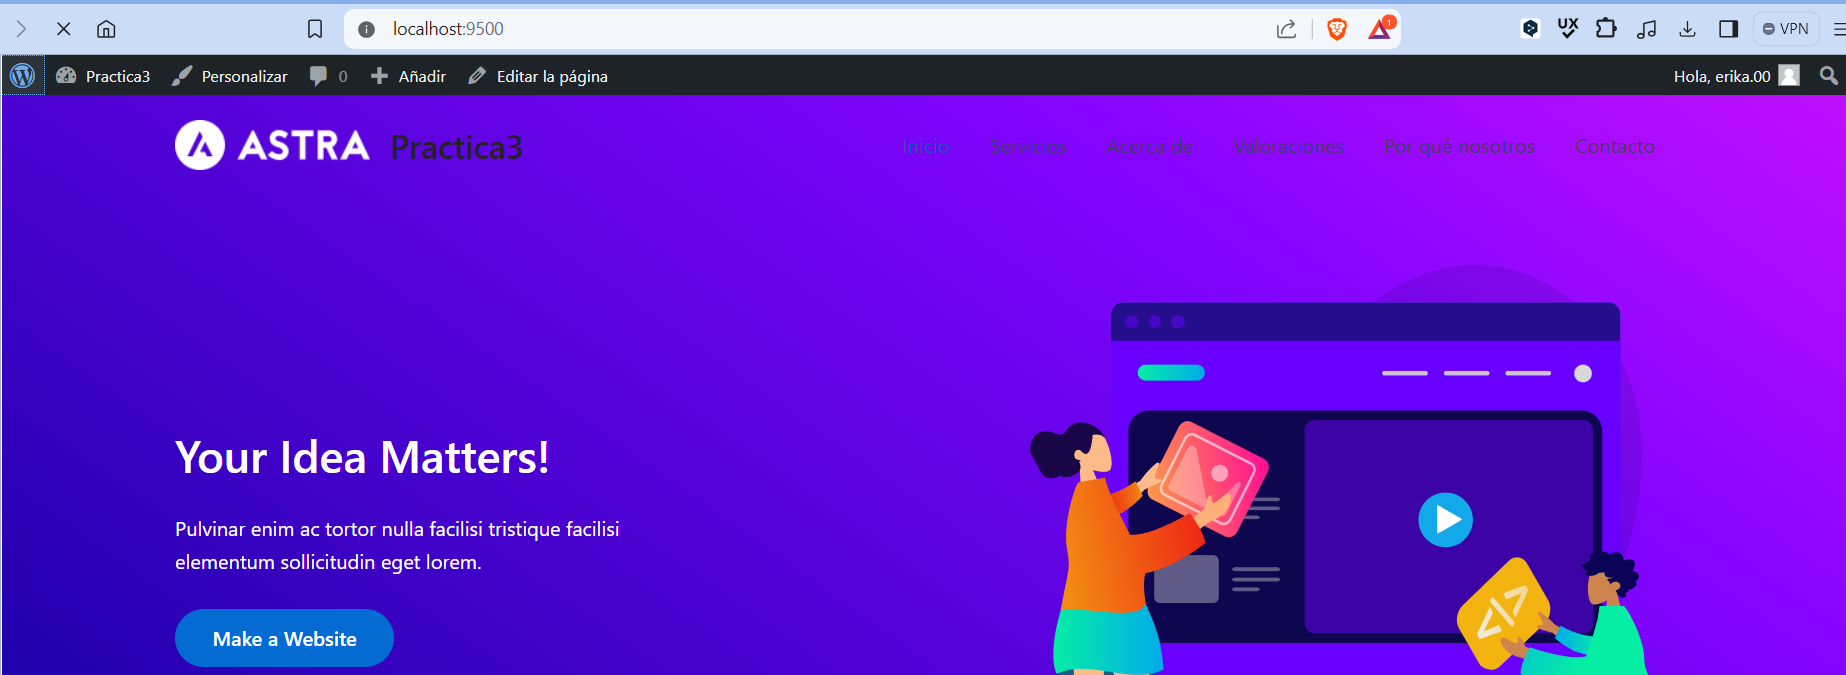 localhost:9500
1
VPN
Practica3
Personalizar
0
Añadir
Editar la página
Hola, erika.00
UX
ASTRA
Practica3
Inicio
Servicios
Acerca de
Valoraciones
Por qué nosotros
Contacto
Your Idea Matters!
Pulvinar enim ac tortor nulla facilisi tristique facilisi
elementum sollicitudin eget lorem.
Make a Website